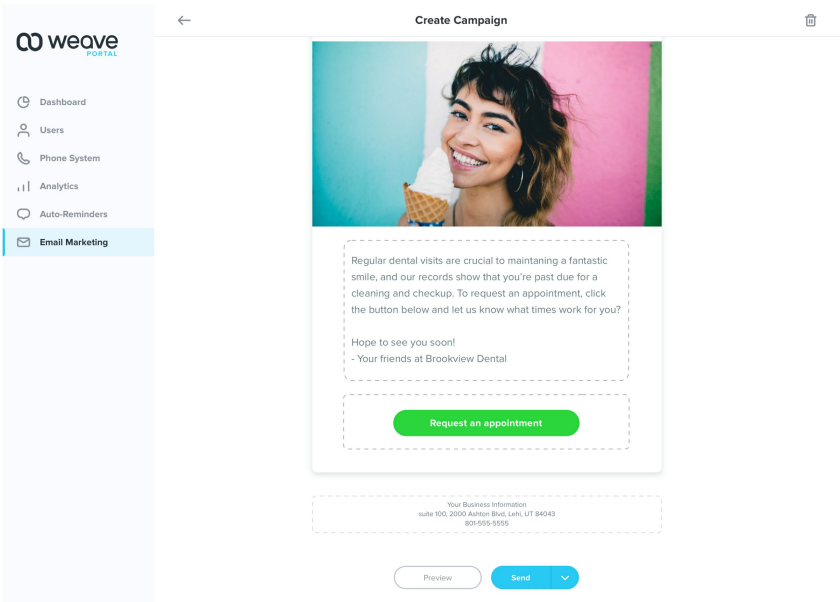 weave
PORTAL
Create Campaign
Dashboard
Users
Phone System
Analytics
Auto-Reminders
Email Marketing
Regular dental visits are crucial to maintaning a fantastic
smile, and our records show that you're past due for a
cleaning and checkup. To request an appointment, click
the button below and let us know what times work for you?
Hope to see you soon!
- Your friends at Brookview Dental
Request an appointment
Your Business Information
suite 100, 2000 Ashton Blvd, Lehi, UT 84043
801-555-5555
Preview
Send